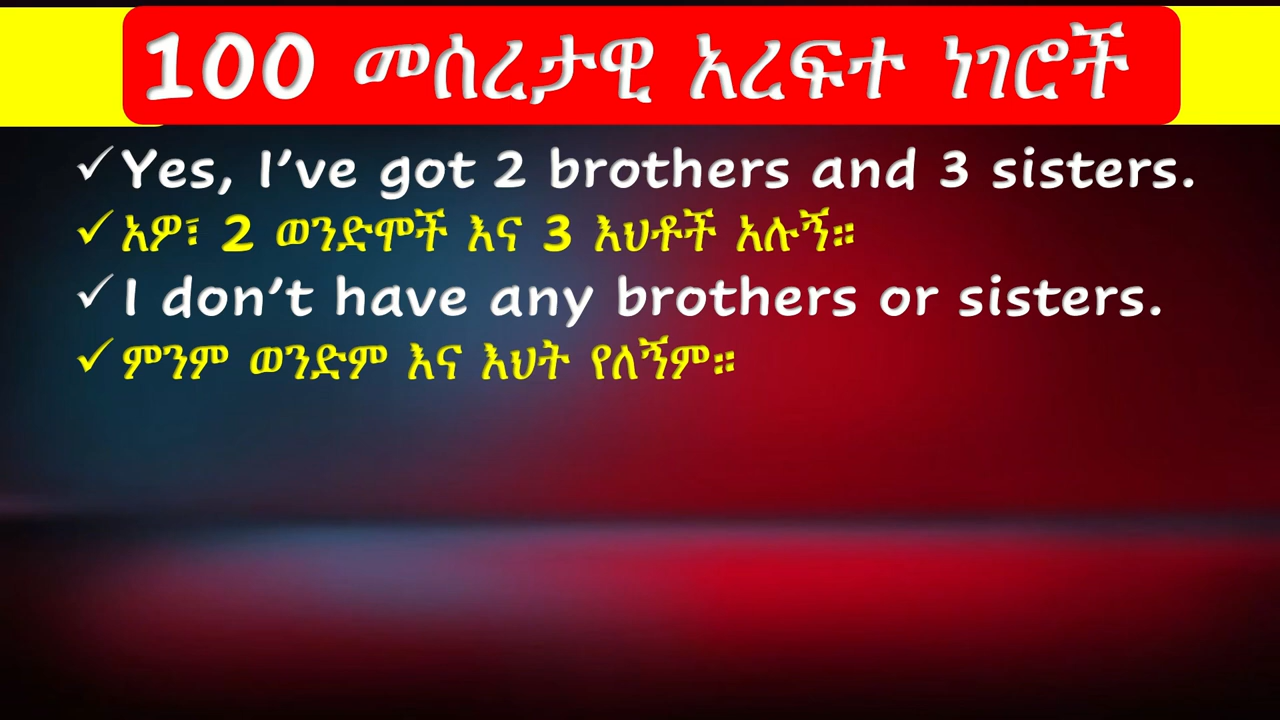 100 መሰረታዊ አረፍተ ነገሮች
✓Yes, I’ve got 2 brothers and 3 sisters.
✓አዎ፣ 2 ወንድሞች እና 3 እህቶች አሉኝ።
✓I don’t have any brothers or sisters.
✓ምንም ወንድም እና እህት የለኝም።